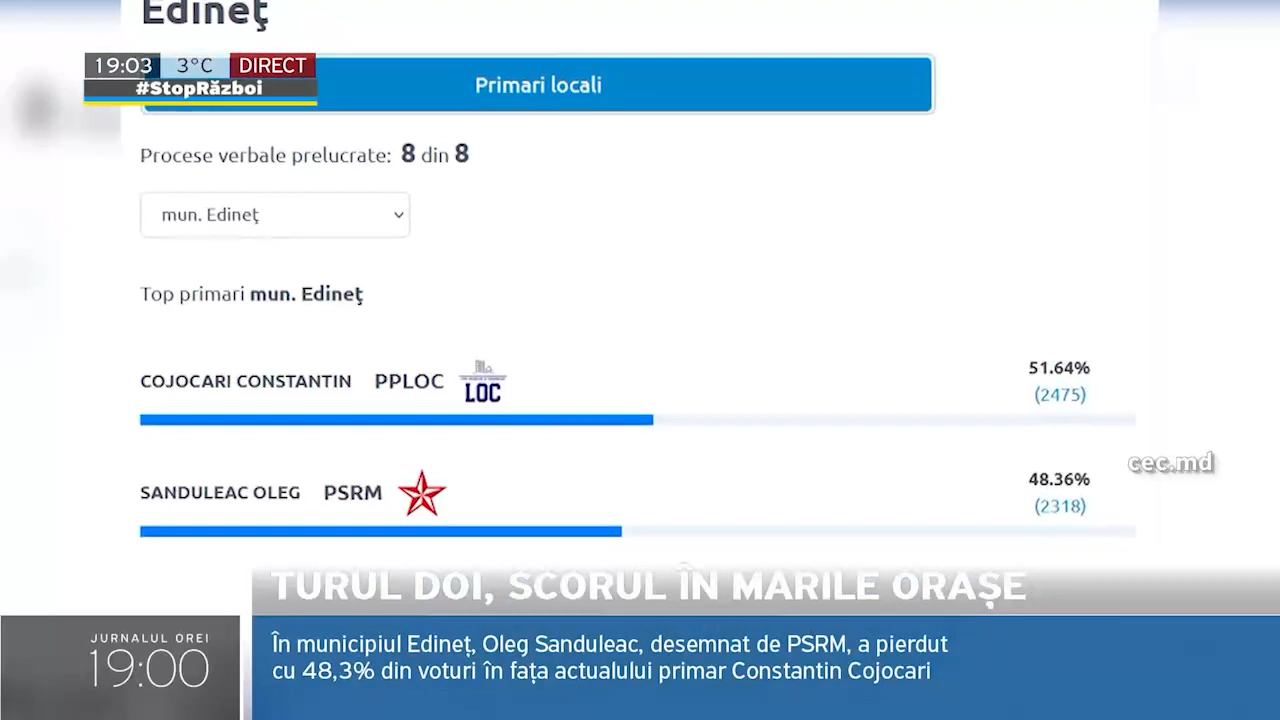 Edineţ
19:03 3°C DIRECT
#StopRăzboi
Primari locali
Procese verbale prelucrate: 8 din 8
mun. Edineţ
Top primari mun. Edineţ
COJOCARI CONSTANTIN PPLOC LOC 51.64%
(2475)
cec.md
SANDULEAC OLEG PSRM 48.36%
(2318)
TURUL DOI, SCORUL ÎN MARILE ORAȘE
JURNALUL OREI
19:00
În municipiul Edineț, Oleg Sanduleac, desemnat de PSRM, a pierdut
cu 48,3% din voturi în fața actualului primar Constantin Cojocari